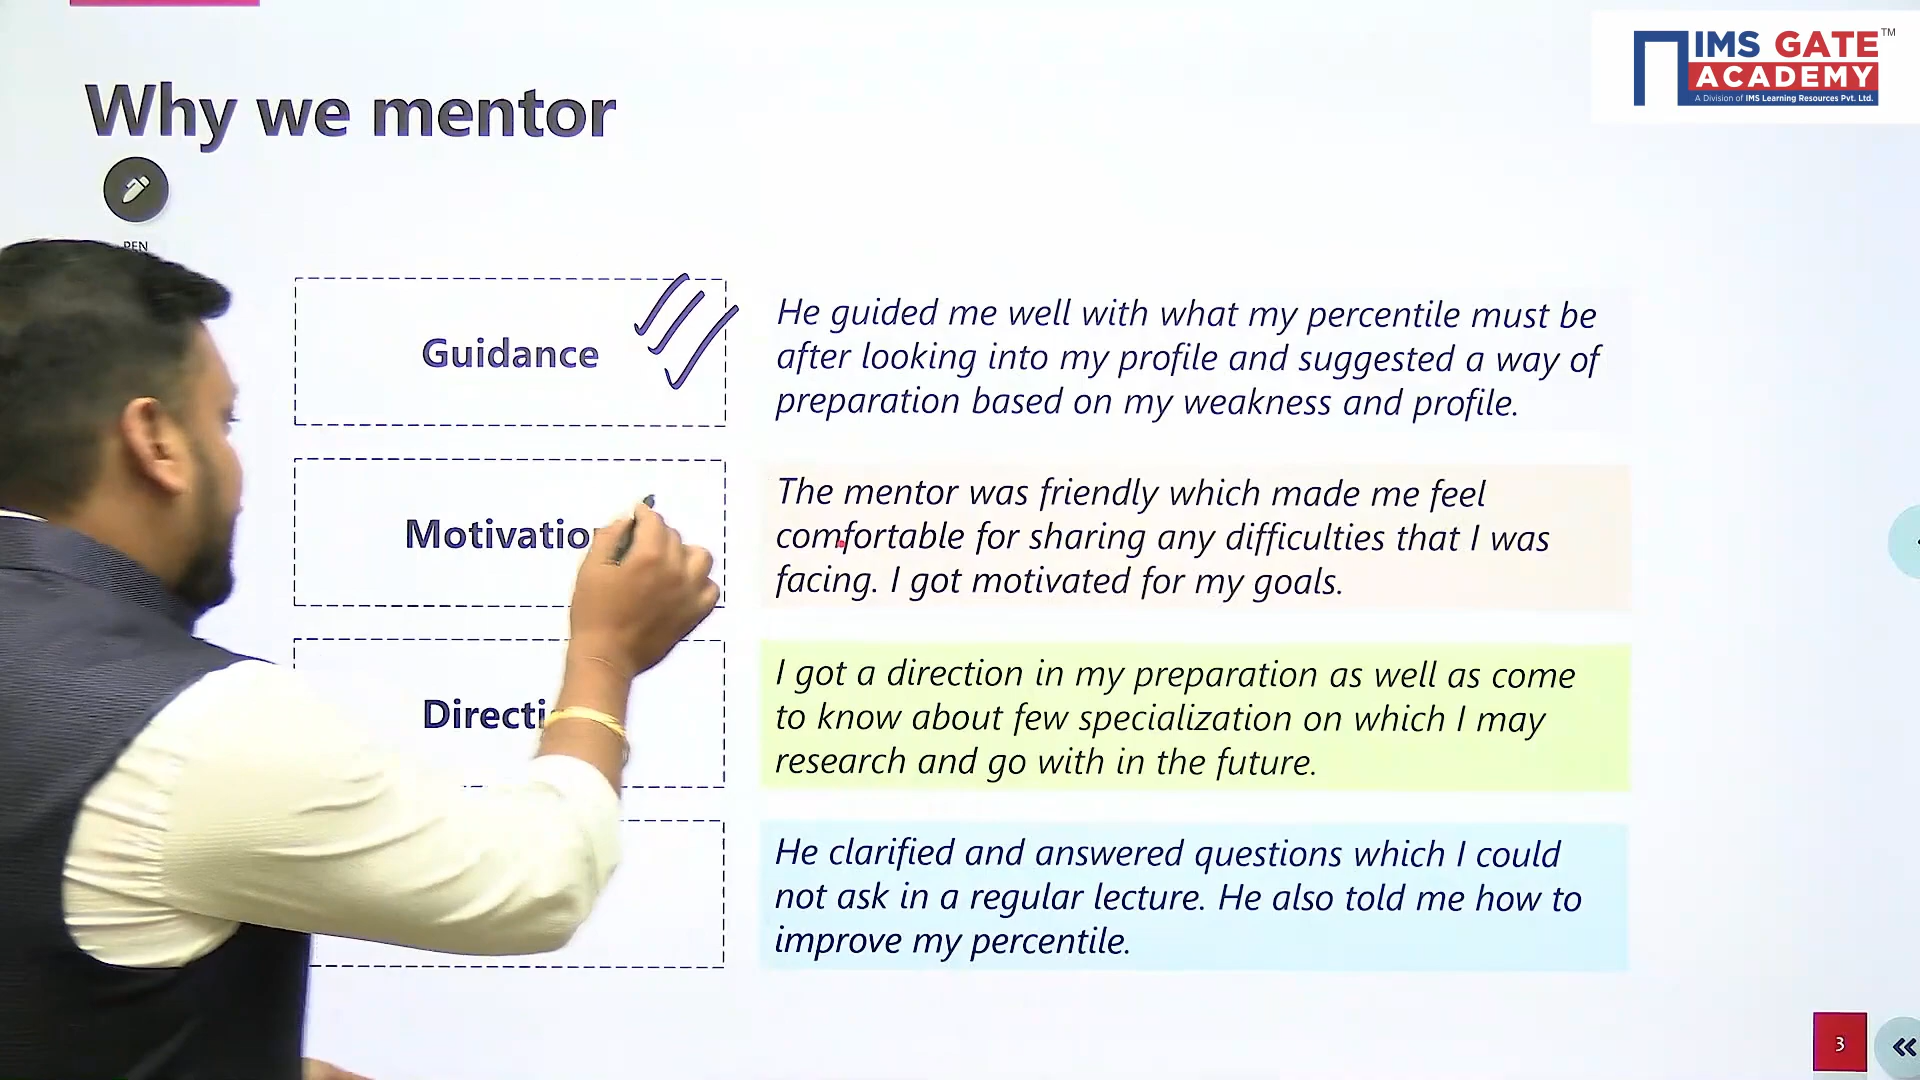 IMS GATE
ACADEMY
TM
A Division of IMS Learning Resources Pvt. Ltd.
Why we mentor
PEN
Guidance
He guided me well with what my percentile must be
after looking into my profile and suggested a way of
preparation based on my weakness and profile.
The mentor was friendly which made me feel
comfortable for sharing any difficulties that I was
facing. I got motivated for my goals.
I got a direction in my preparation as well as come
to know about few specialization on which I may
research and go with in the future.
He clarified and answered questions which I could
not ask in a regular lecture. He also told me how to
improve my percentile.
3